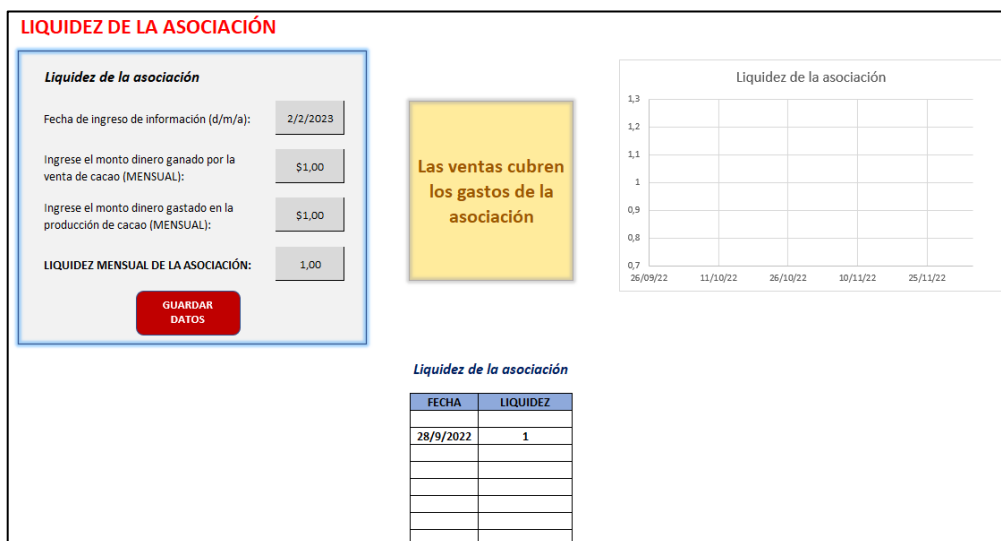 LIQUIDEZ DE LA ASOCIACIÓN
Liquidez de la asociación
Fecha de ingreso de información (d/m/a):
2/2/2023
Ingrese el monto dinero ganado por la
venta de cacao (MENSUAL):
$1,00
Ingrese el monto dinero gastado en la
producción de cacao (MENSUAL):
$1,00
LIQUIDEZ MENSUAL DE LA ASOCIACIÓN:
1,00
GUARDAR
DATOS
Las ventas cubren
los gastos de la
asociación
Liquidez de la asociación
1,3
1,2
1,1
1
0,9
0,8
0,7
26/09/22 11/10/22 26/10/22 10/11/22 25/11/22
Liquidez de la asociación
FECHA LIQUIDEZ
28/9/2022 1